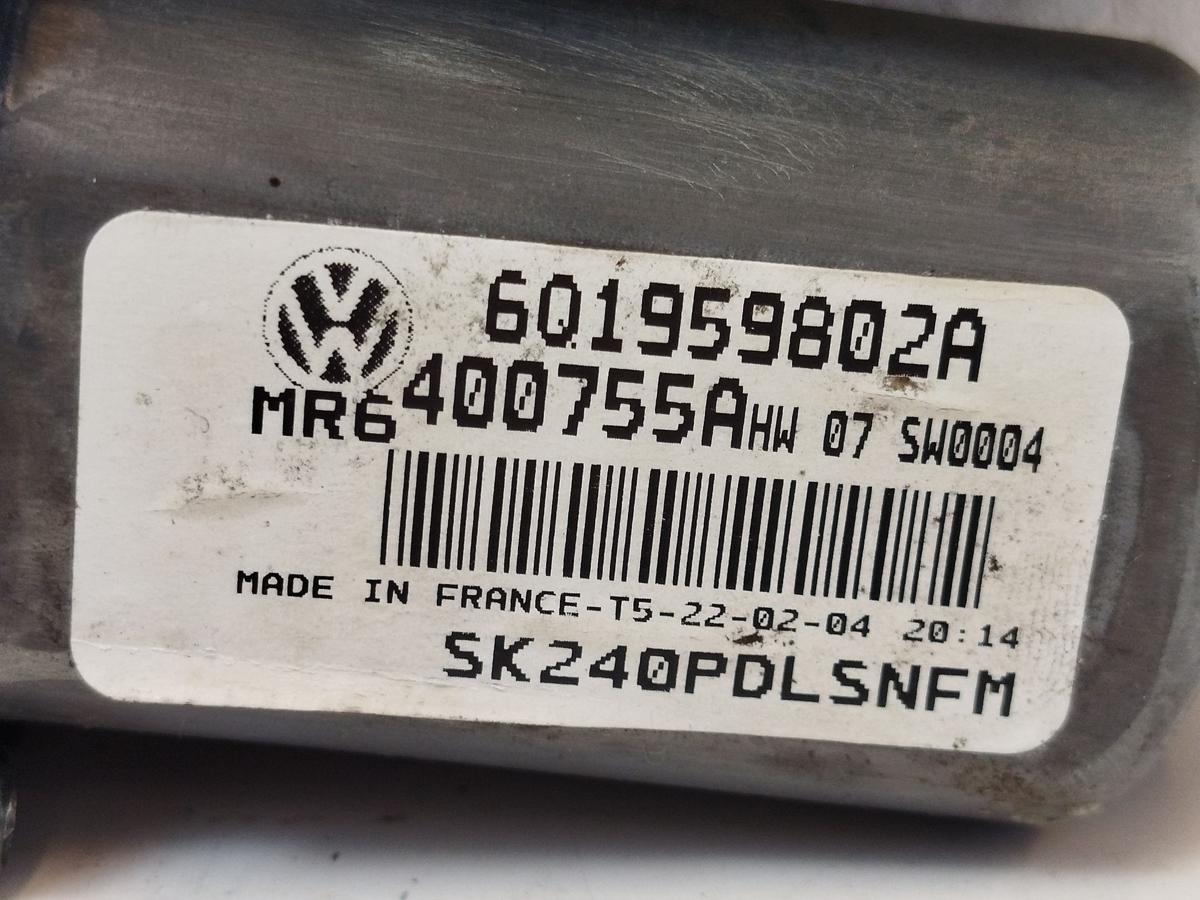 6Q1959802A
MR6 400755A HW 07 SW0004
MADE IN FRANCE-T5-22-02-04 20:14
SK240PDLSNFM